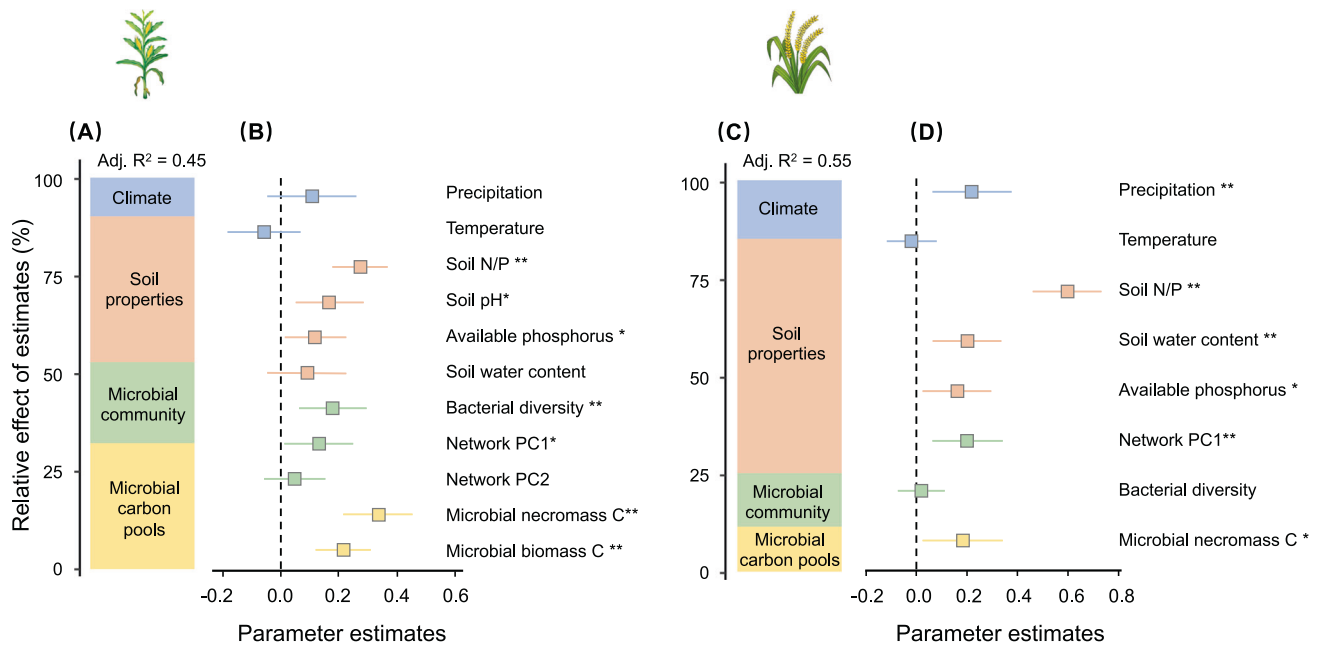 (A)
(B)
Adj. R² = 0.45
Relative effect of estimates (%)
100
75
50
25
0
Climate
Soil
properties
Microbial
community
Microbial
carbon
pools
Precipitation
Temperature
Soil N/P **
Soil pH*
Available phosphorus *
Soil water content
Bacterial diversity **
Network PC1*
Network PC2
Microbial necromass C**
Microbial biomass C **
-0.2
0.0
0.2
0.4
0.6
Parameter estimates
(C)
(D)
Adj. R² = 0.55
100
75
50
25
0
Climate
Soil
properties
Microbial
community
Microbial
carbon pools
Precipitation **
Temperature
Soil N/P **
Soil water content **
Available phosphorus *
Network PC1**
Bacterial diversity
Microbial necromass C *
-0.2
0.0
0.2
0.4
0.6
0.8
Parameter estimates